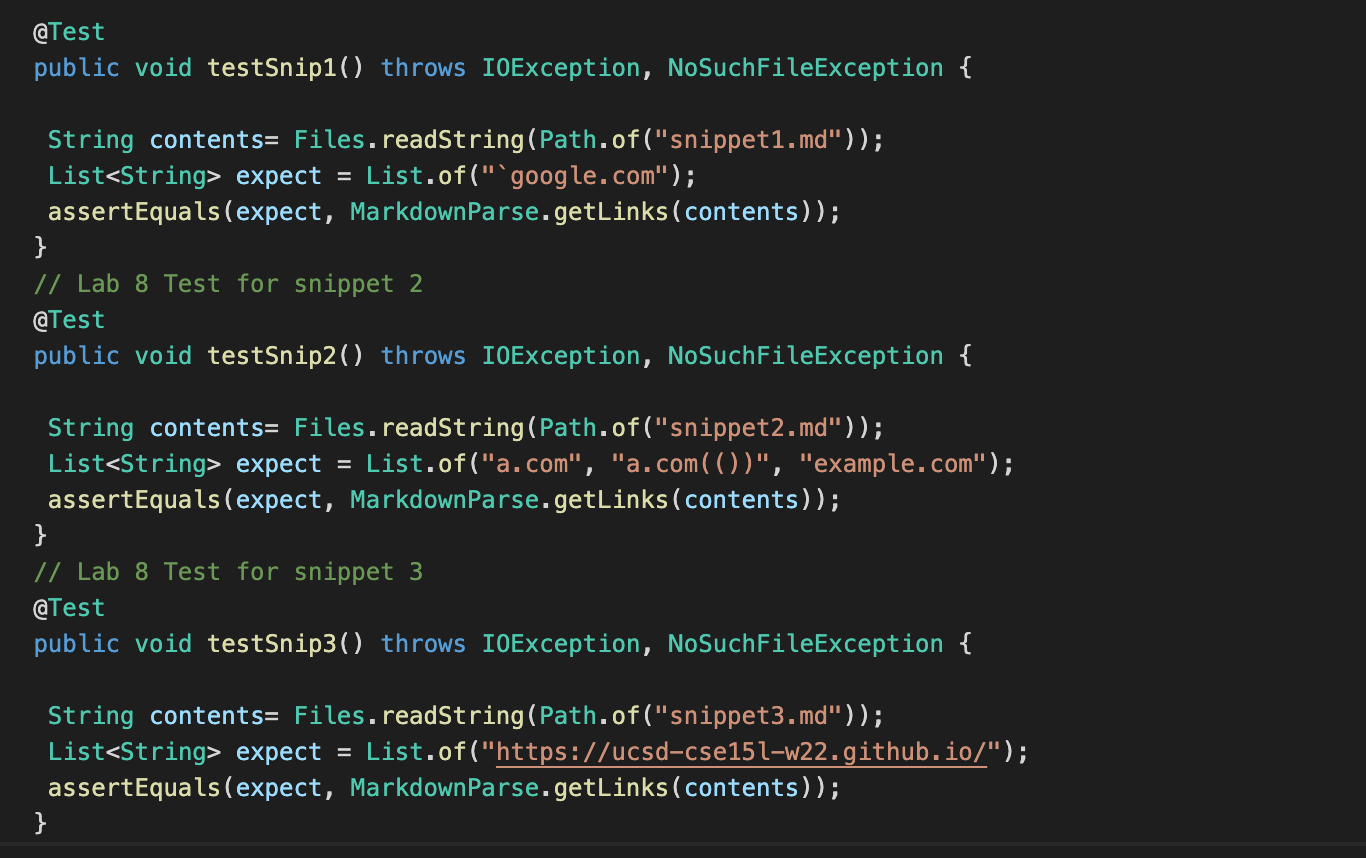 @Test
public void testSnip1() throws IOException, NoSuchFileException {
String contents= Files.readString(Path.of("snippet1.md"));
List<String> expect = List.of("`google.com");
assertEquals(expect, MarkdownParse.getLinks(contents));
}
// Lab 8 Test for snippet 2
@Test
public void testSnip2() throws IOException, NoSuchFileException {
String contents= Files.readString(Path.of("snippet2.md"));
List<String> expect = List.of("a.com", "a.com(())", "example.com");
assertEquals(expect, MarkdownParse.getLinks(contents));
}
// Lab 8 Test for snippet 3
@Test
public void testSnip3() throws IOException, NoSuchFileException {
String contents= Files.readString(Path.of("snippet3.md"));
List<String> expect = List.of("https://ucsd-cse15l-w22.github.io/");
assertEquals(expect, MarkdownParse.getLinks(contents));
}